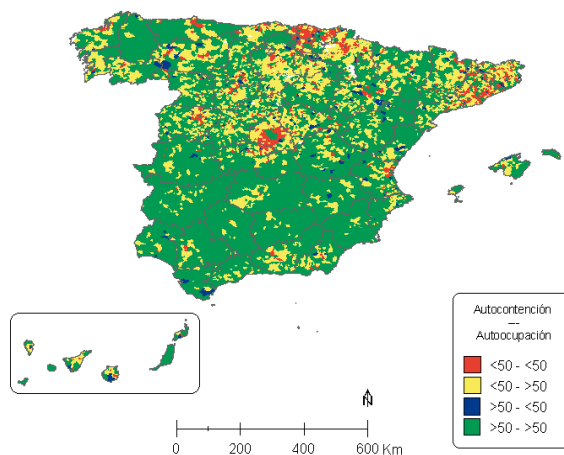 Autocontención
---
Autoocupación
<50 - <50
<50 - >50
>50 - <50
>50 - >50
N
0 200 400 600 Km